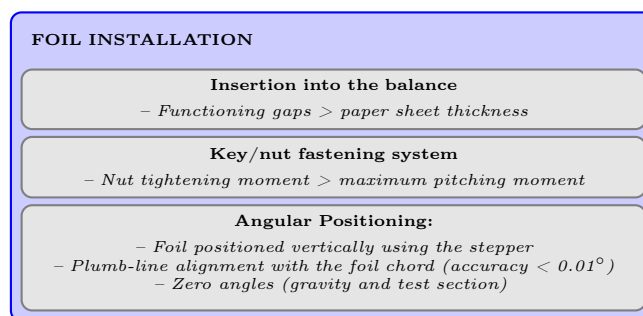 FOIL INSTALLATION
Insertion into the balance
– Functioning gaps > paper sheet thickness
Key/nut fastening system
– Nut tightening moment > maximum pitching moment
Angular Positioning:
– Foil positioned vertically using the stepper
– Plumb-line alignment with the foil chord (accuracy < 0.01°)
– Zero angles (gravity and test section)